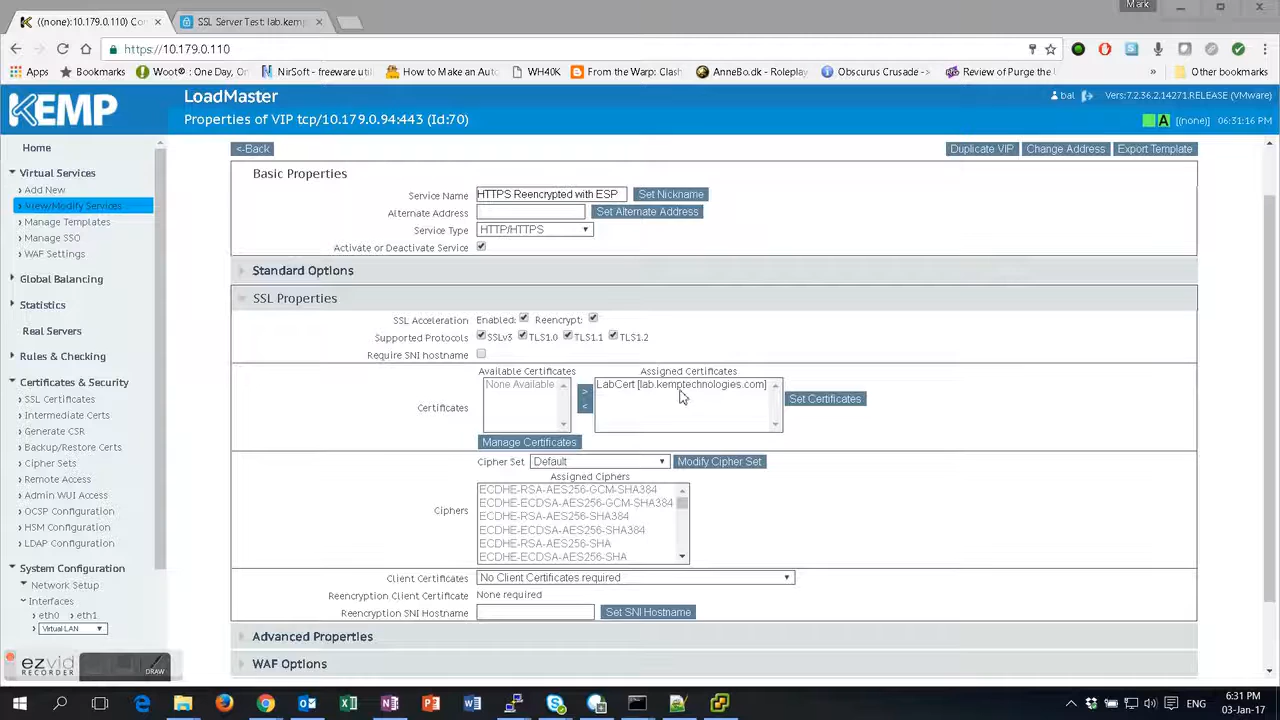 Mark
((none):10.179.0.110) Co
SSL Server Test: lab.kemp
https://10.179.0.110
Apps
Bookmarks
Woot® : One Day, On
NirSoft - freeware util
How to Make an Auto
WH40K
From the Warp: Clash
AnneBo.dk - Roleplay
Obscurus Crusade ->
Review of Purge the
»
Other bookmarks
KEMP
LoadMaster
Properties of VIP tcp/10.179.0.94:443 (Id:70)
bal
Vers:7.2.36.2.14271.RELEASE (VMware)
A [(none)] 06:31:16 PM
Home
Virtual Services
Add New
View/Modify Services
Manage Templates
Manage SSO
WAF Settings
Global Balancing
Statistics
Real Servers
Rules & Checking
Certificates & Security
SSL Certificates
Intermediate Certs
Generate CSR
Backup/Restore Certs
Cipher Sets
Remote Access
Admin WUI Access
OCSP Configuration
HSM Configuration
LDAP Configuration
System Configuration
Network Setup
Interfaces
eth0 eth1
Virtual LAN
ezvid
RECORDER
DRAW
<-Back
Duplicate VIP Change Address Export Template
Basic Properties
Service Name HTTPS Reencrypted with ESP Set Nickname
Alternate Address Set Alternate Address
Service Type HTTP/HTTPS
Activate or Deactivate Service
Standard Options
SSL Properties
SSL Acceleration Enabled: Reencrypt:
Supported Protocols SSLv3 TLS1.0 TLS1.1 TLS1.2
Require SNI hostname
Available Certificates Assigned Certificates
None Available > LabCert [lab.kemptechnologies.com]
< Set Certificates
Certificates
Manage Certificates
Cipher Set Default Modify Cipher Set
Assigned Ciphers
ECDHE-RSA-AES256-GCM-SHA384
ECDHE-ECDSA-AES256-GCM-SHA384
Ciphers ECDHE-RSA-AES256-SHA384
ECDHE-ECDSA-AES256-SHA384
ECDHE-RSA-AES256-SHA
ECDHE-ECDSA-AES256-SHA
Client Certificates No Client Certificates required
Reencryption Client Certificate None required
Reencryption SNI Hostname Set SNI Hostname
Advanced Properties
WAF Options
ENG
6:31 PM
03-Jan-17